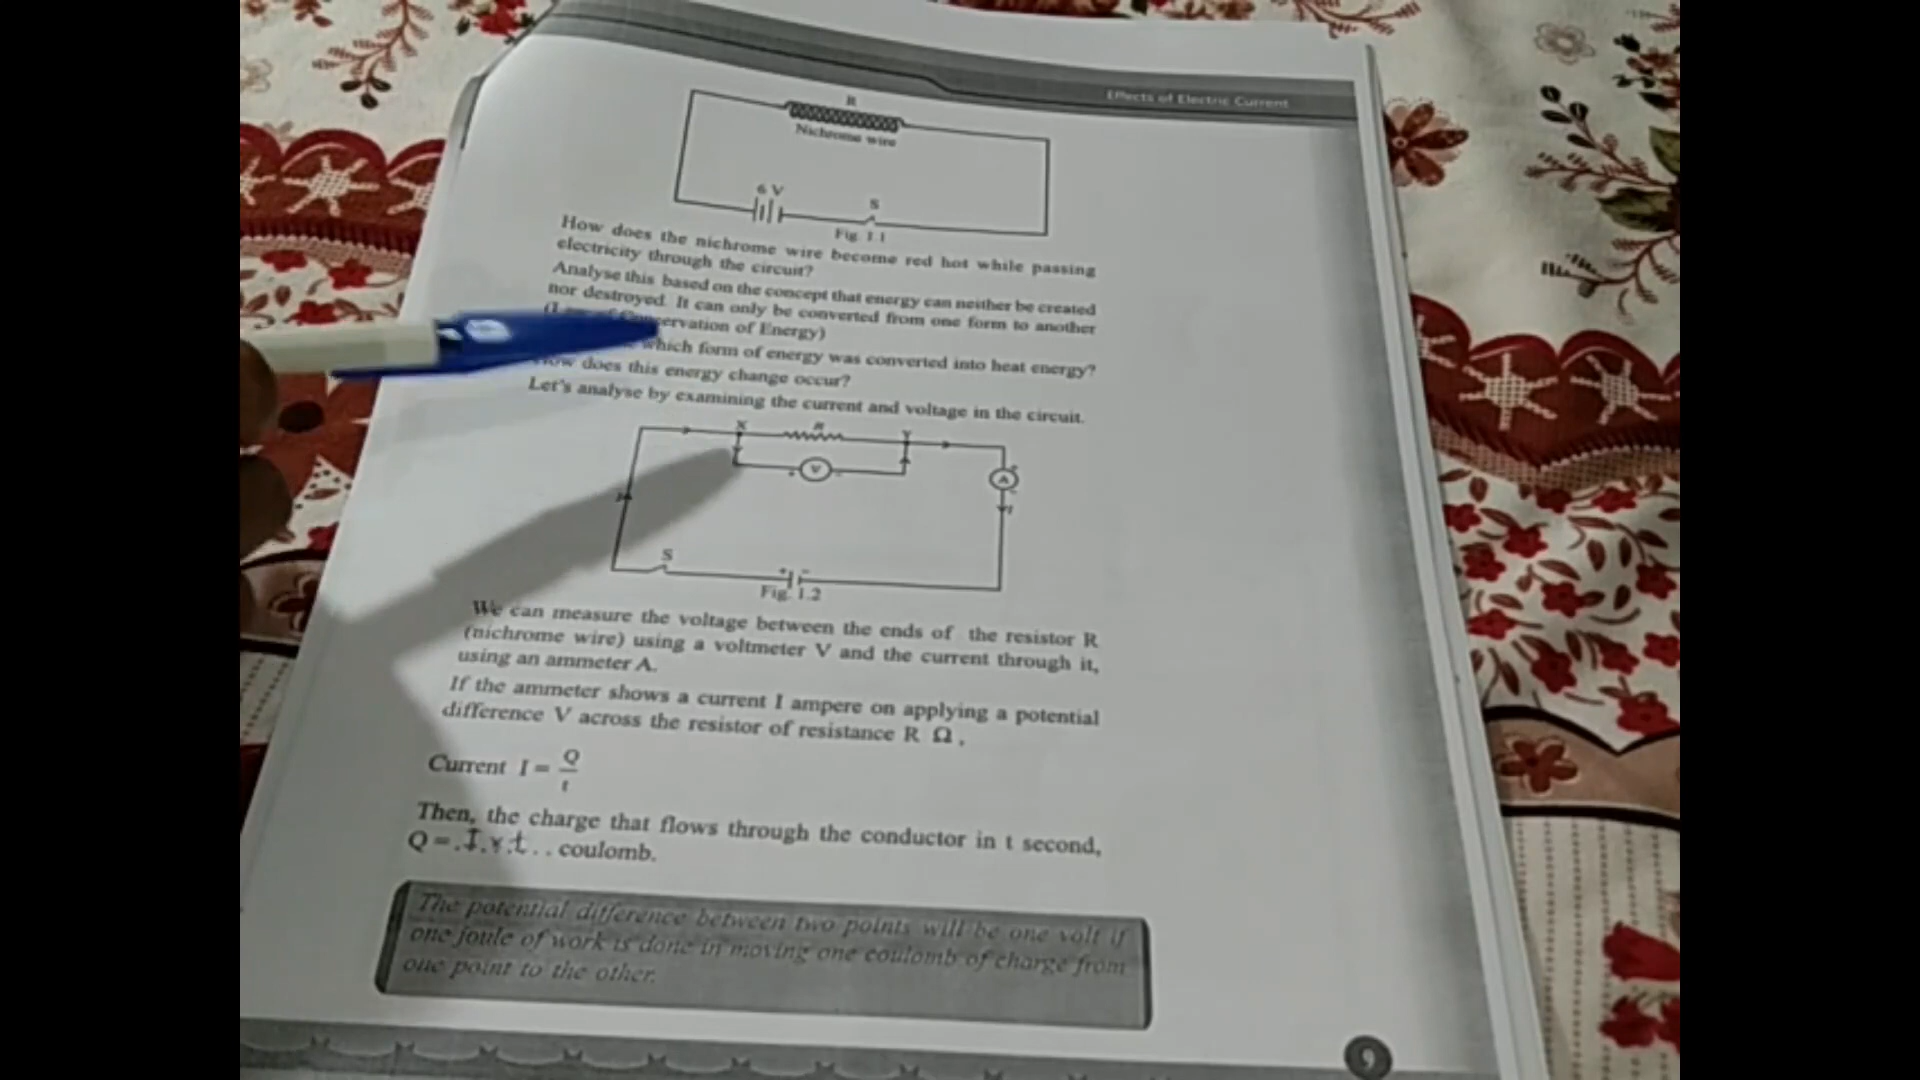 Effects of Electric Current
R
Nichrome wire
6 V
S
Fig. 1.1
How does the nichrome wire become red hot while passing
electricity through the circuit?
Analyse this based on the concept that energy can neither be created
nor destroyed. It can only be converted from one form to another
(Law of Conservation of Energy)
which form of energy was converted into heat energy?
How does this energy change occur?
Let's analyse by examining the current and voltage in the circuit.
X R Y
+ V -
+
A
-
I
S
+ -
Fig. 1.2
We can measure the voltage between the ends of the resistor R
(nichrome wire) using a voltmeter V and the current through it,
using an ammeter A.
If the ammeter shows a current I ampere on applying a potential
difference V across the resistor of resistance R Ω,
Current I = Q
t
Then, the charge that flows through the conductor in t second,
Q = .I.x.t.. coulomb.
The potential difference between two points will be one volt if
one joule of work is done in moving one coulomb of charge from
one point to the other.
9